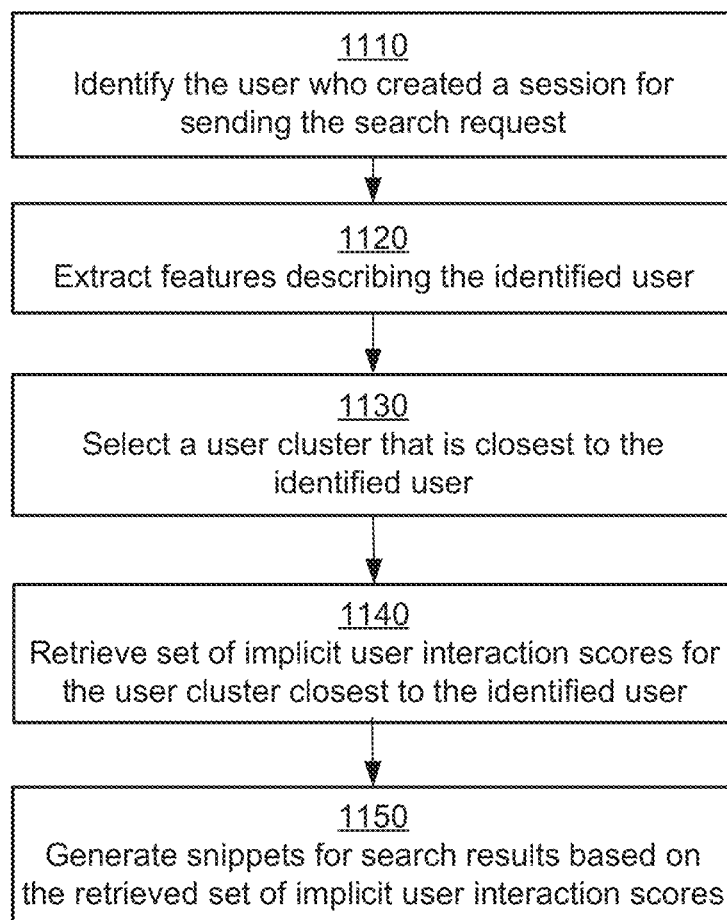 1110
Identify the user who created a session for
sending the search request
1120
Extract features describing the identified user
1130
Select a user cluster that is closest to the
identified user
1140
Retrieve set of implicit user interaction scores for
the user cluster closest to the identified user
1150
Generate snippets for search results based on
the retrieved set of implicit user interaction scores